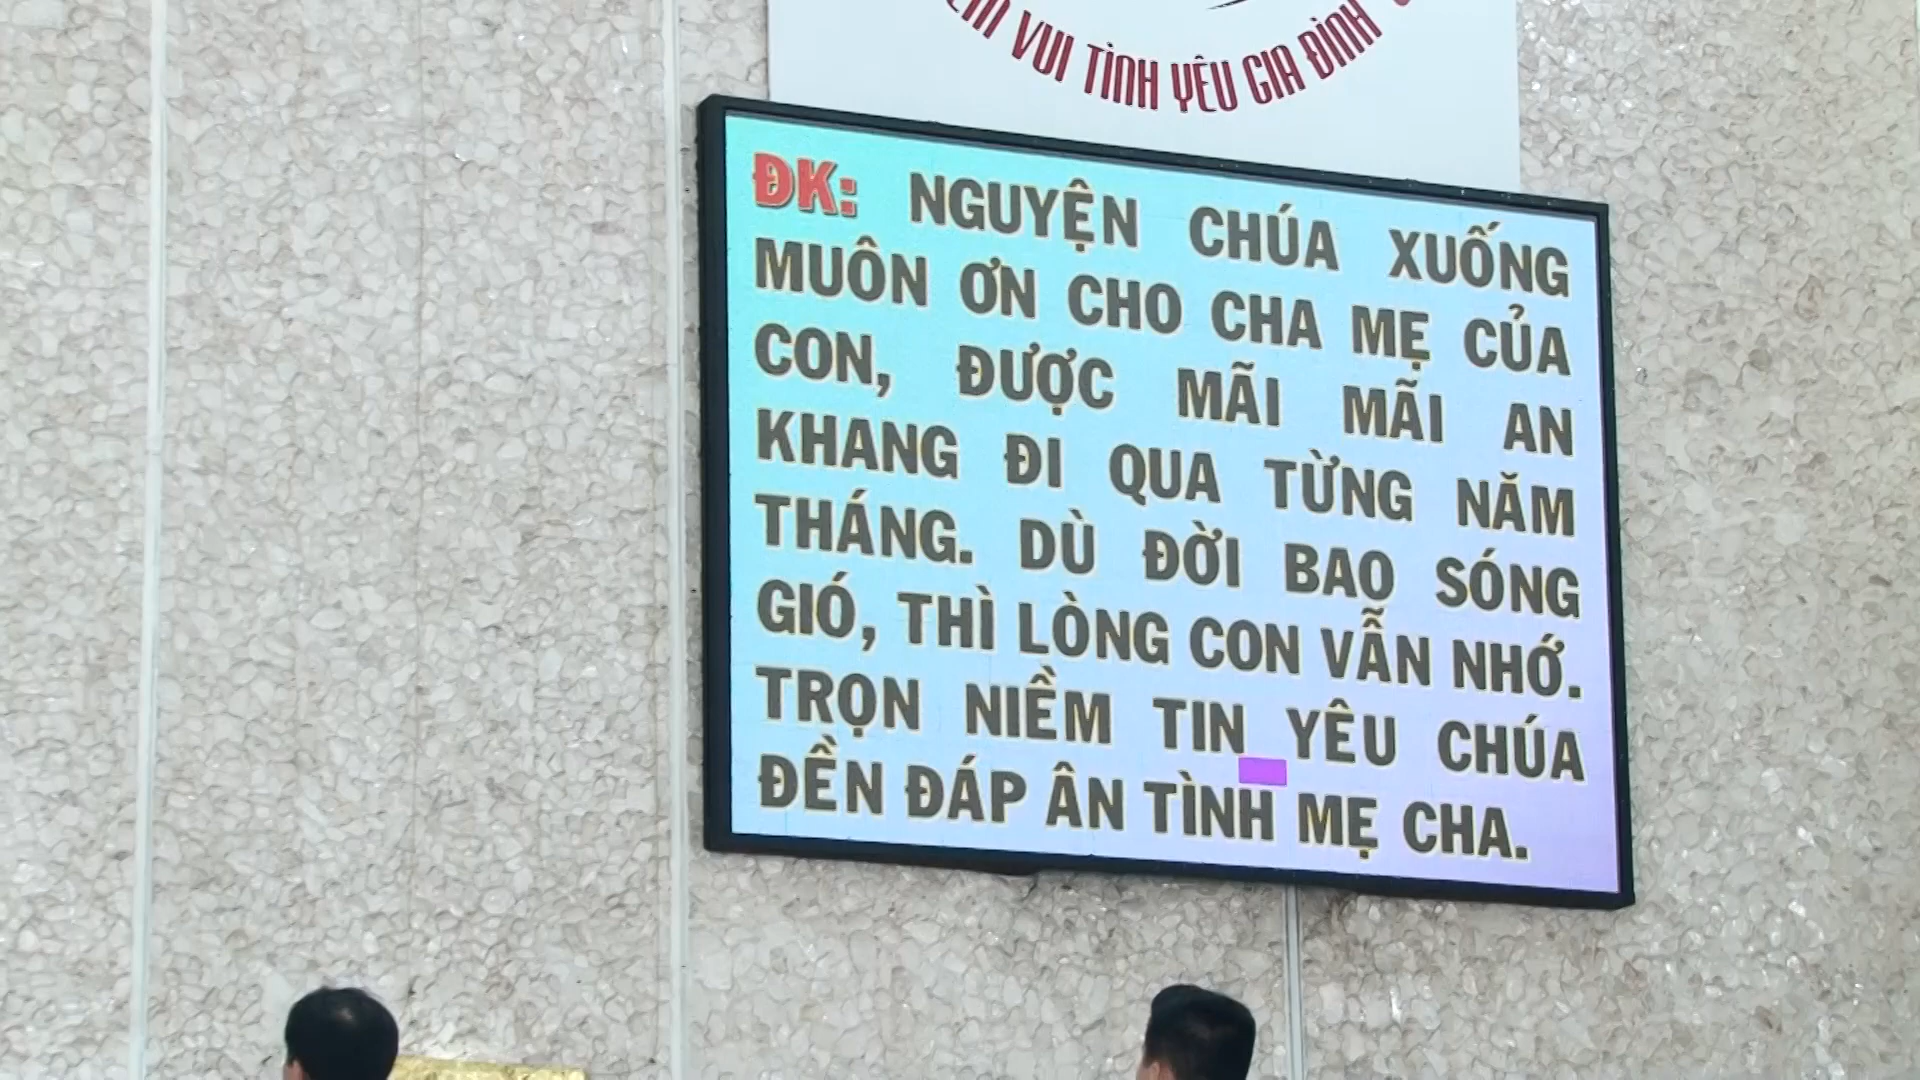 VUI TÌNH YÊU GIA ĐÌNH
ĐK: NGUYỆN CHÚA XUỐNG
MUÔN ƠN CHO CHA MẸ CỦA
CON, ĐƯỢC MÃI MÃI AN
KHANG ĐI QUA TỪNG NĂM
THÁNG. DÙ ĐỜI BAO SÓNG
GIÓ, THÌ LÒNG CON VẪN NHỚ.
TRỌN NIỀM TIN YÊU CHÚA
ĐỀN ĐÁP ÂN TÌNH MẸ CHA.